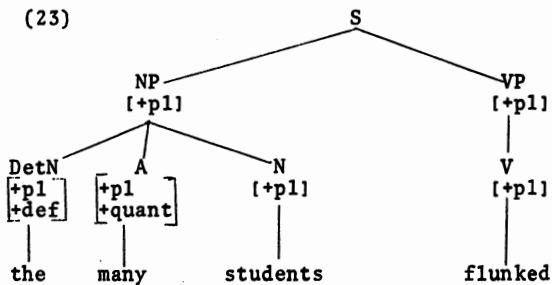 (23) S
NP VP
[+pl] [+pl]
DetN A N V
[+pl +pl [+pl] [+pl]
+def] +quant]
the many students flunked